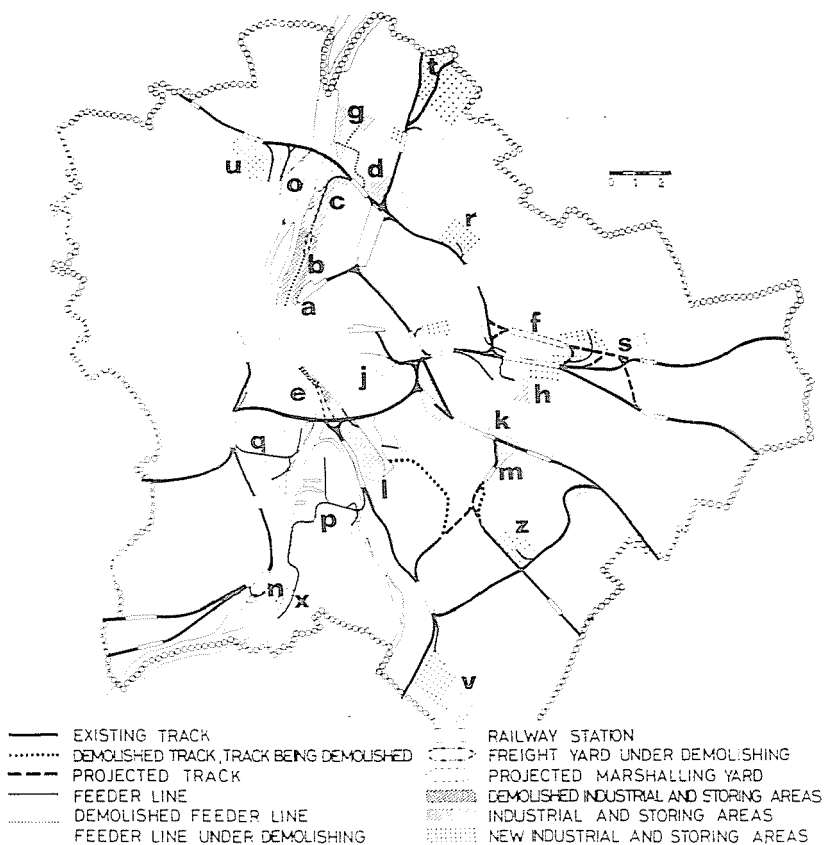 t
g
u
o
d
c
r
b
a
0 1 2
f
s
e
j
h
k
q
m
l
p
z
n
x
v
EXISTING TRACK
DEMOLISHED TRACK, TRACK BEING DEMOLISHED
PROJECTED TRACK
FEEDER LINE
DEMOLISHED FEEDER LINE
FEEDER LINE UNDER DEMOLISHING
RAILWAY STATION
FREIGHT YARD UNDER DEMOLISHING
PROJECTED MARSHALLING YARD
DEMOLISHED INDUSTRIAL AND STORING AREAS
INDUSTRIAL AND STORING AREAS
NEW INDUSTRIAL AND STORING AREAS